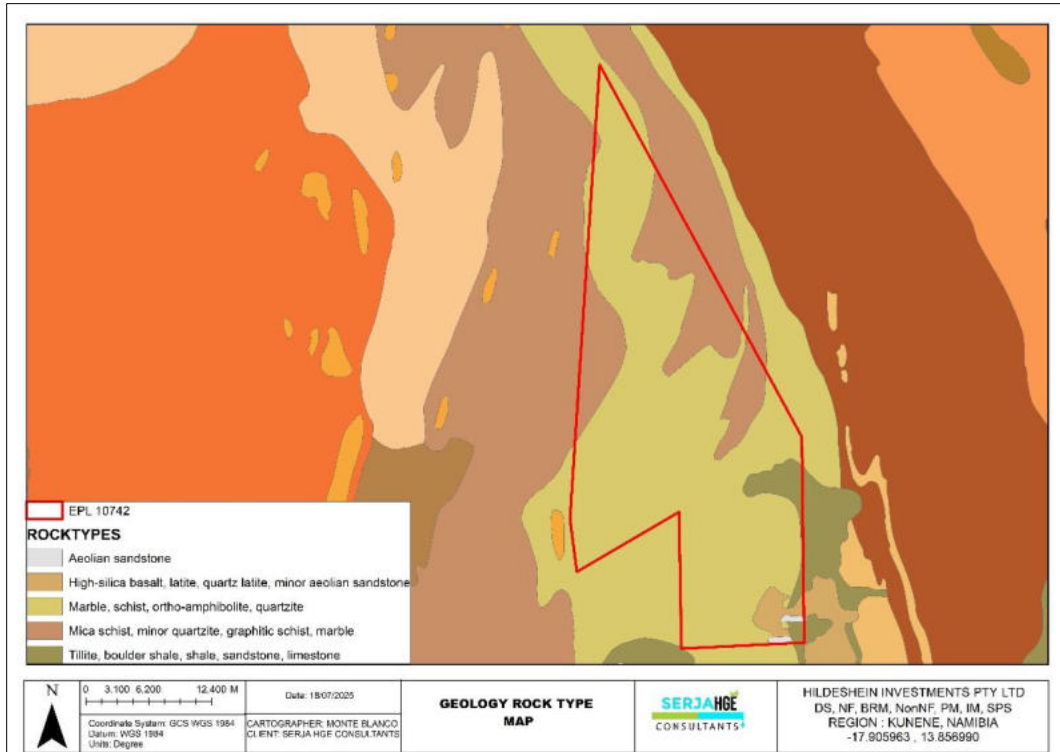 EPL 10742
ROCKTYPES
Aeolian sandstone
High-silica basalt, latite, quartz latite, minor aeolian sandstone
Marble, schist, ortho-amphibolite, quartzite
Mica schist, minor quartzite, graphitic schist, marble
Tillite, boulder shale, shale, sandstone, limestone
N
0 3.100 6.200 12.400 M
Coordinate System: GCS WGS 1984
Datum: WGS 1984
Units: Degree
Date: 18/07/2025
CARTOGRAPHER: MONTE BLANCO
CLIENT: SERJA HGE CONSULTANTS
GEOLOGY ROCK TYPE
MAP
SERJAHGE
CONSULTANTS
HILDESHEIN INVESTMENTS PTY LTD
DS, NF, BRM, NonNF, PM, IM, SPS
REGION : KUNENE, NAMIBIA
-17.905963 , 13.856990